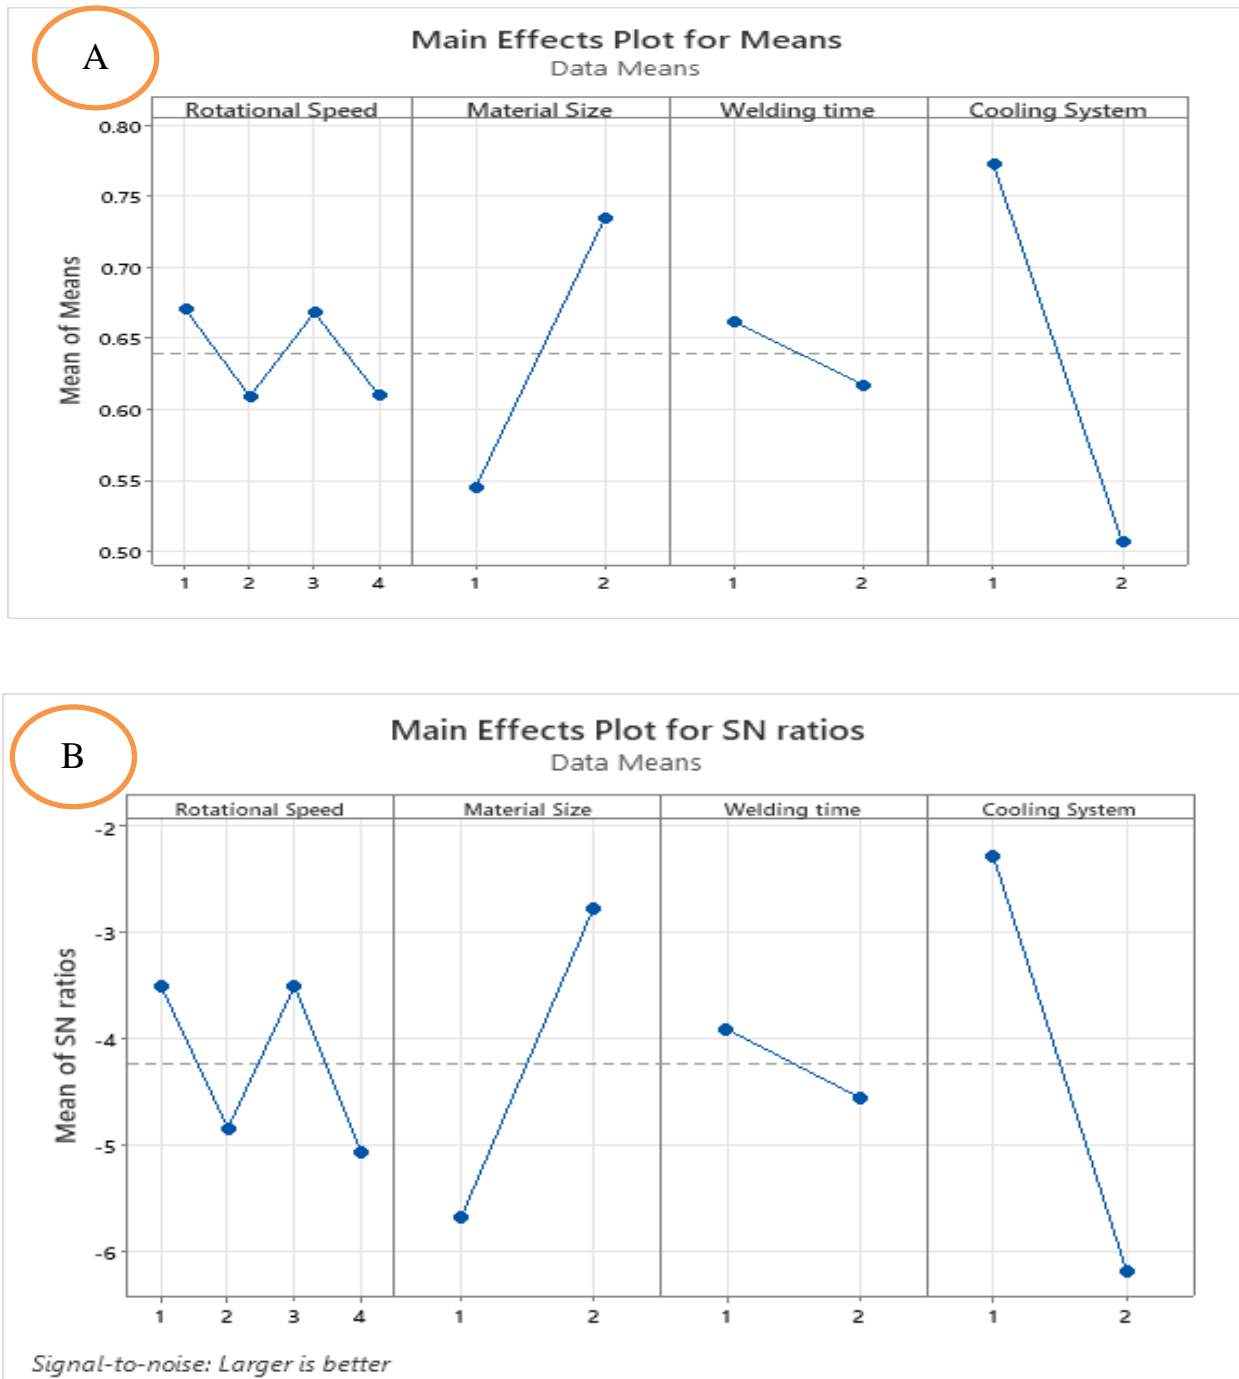 A
Main Effects Plot for Means
Data Means
Rotational Speed Material Size Welding time Cooling System
0.80
0.75
0.70
0.65
0.60
0.55
0.50
Mean of Means
1 2 3 4 1 2 1 2 1 2
B
Main Effects Plot for SN ratios
Data Means
Rotational Speed Material Size Welding time Cooling System
-2
-3
-4
-5
-6
Mean of SN ratios
1 2 3 4 1 2 1 2 1 2
Signal-to-noise: Larger is better